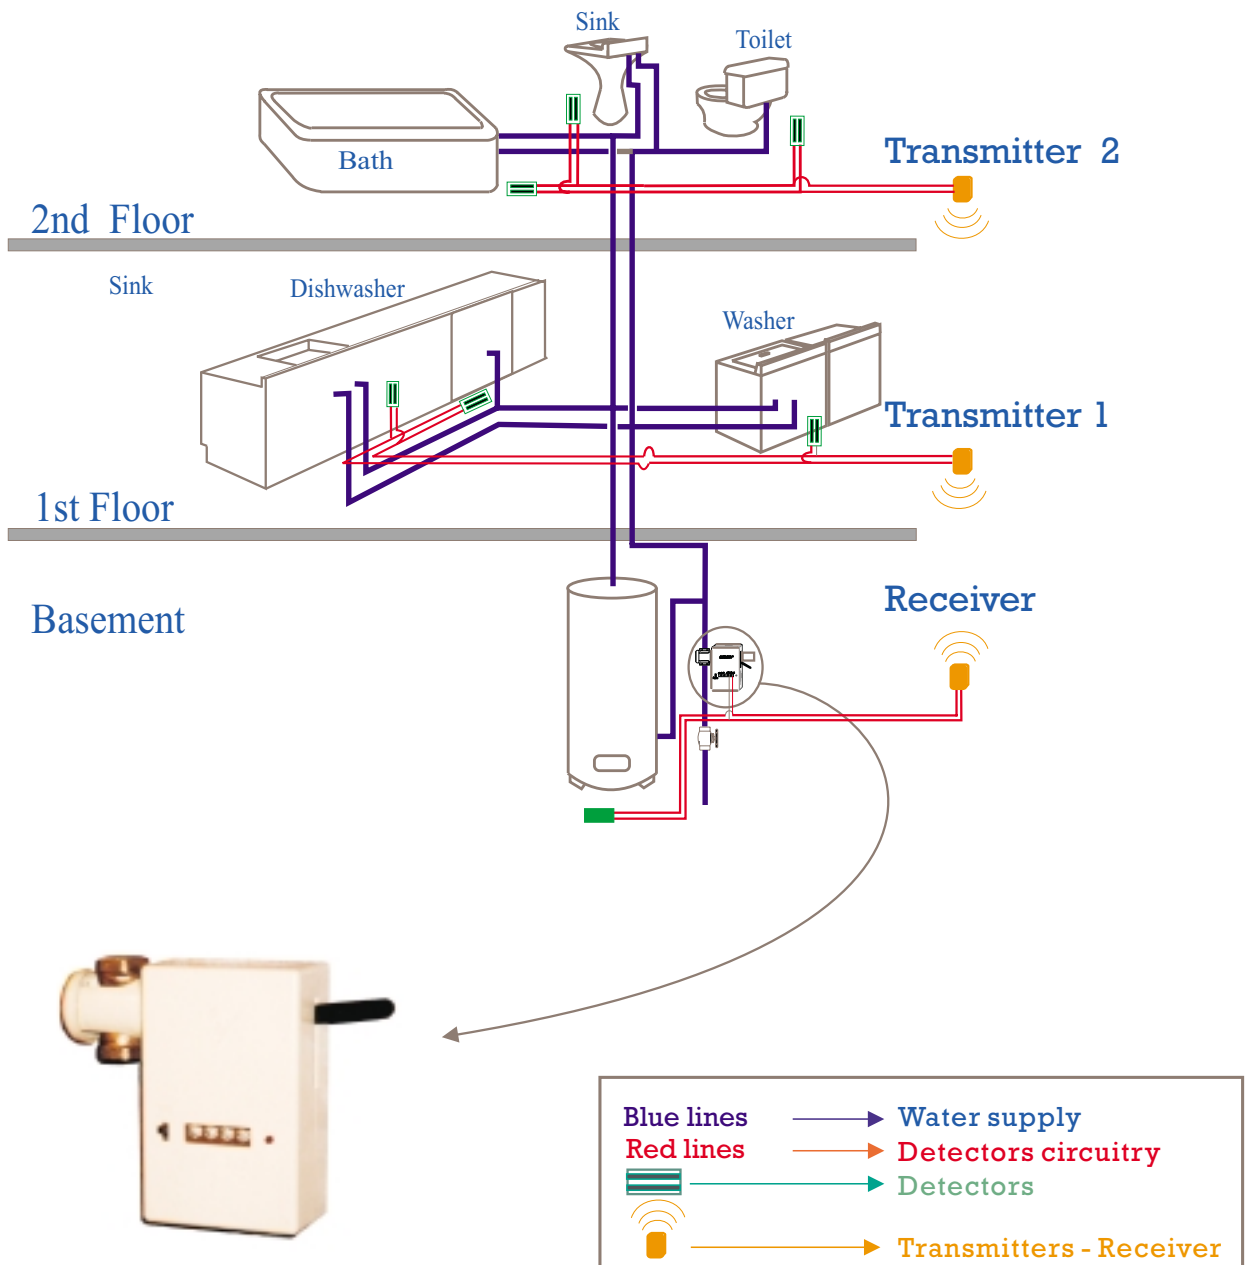 Sink
Toilet
Bath
Transmitter 2
2nd Floor
Sink
Dishwasher
Washer
Transmitter 1
1st Floor
Basement
Receiver
Blue lines Water supply
Red lines Detectors circuitry
Detectors
Transmitters - Receiver